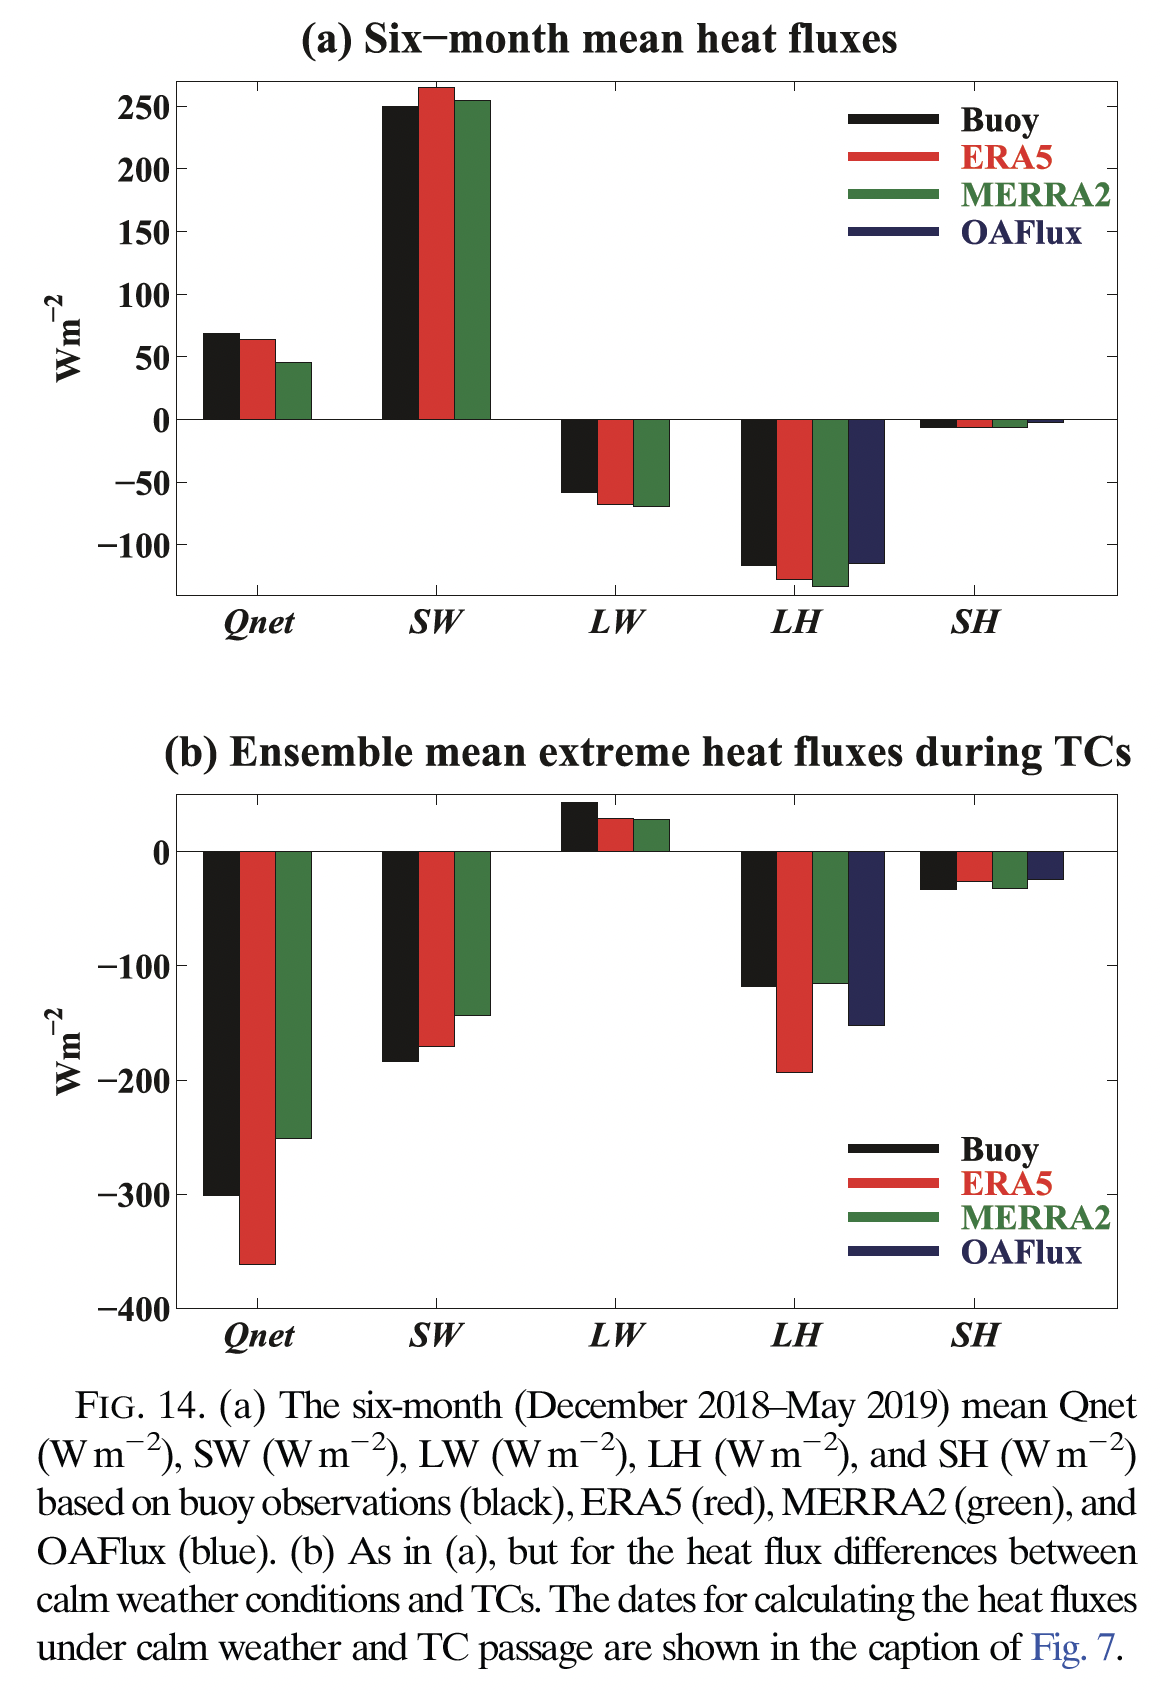 (a) Six−month mean heat fluxes
250
200
150
100
50
0
−50
−100
Wm−2
Buoy
ERA5
MERRA2
OAFlux
Qnet SW LW LH SH
(b) Ensemble mean extreme heat fluxes during TCs
0
−100
−200
−300
−400
Wm−2
Buoy
ERA5
MERRA2
OAFlux
Qnet SW LW LH SH
FIG. 14. (a) The six-month (December 2018–May 2019) mean Qnet
(W m−2), SW (W m−2), LW (W m−2), LH (W m−2), and SH (W m−2)
based on buoy observations (black), ERA5 (red), MERRA2 (green), and
OAFlux (blue). (b) As in (a), but for the heat flux differences between
calm weather conditions and TCs. The dates for calculating the heat fluxes
under calm weather and TC passage are shown in the caption of Fig. 7.